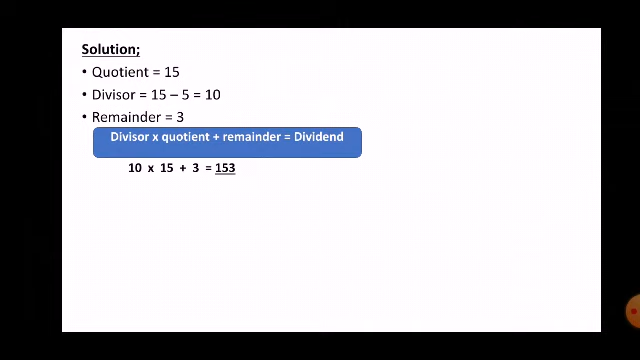 Solution;
• Quotient = 15
• Divisor = 15 – 5 = 10
• Remainder = 3
Divisor x quotient + remainder = Dividend
10 x 15 + 3 = 153